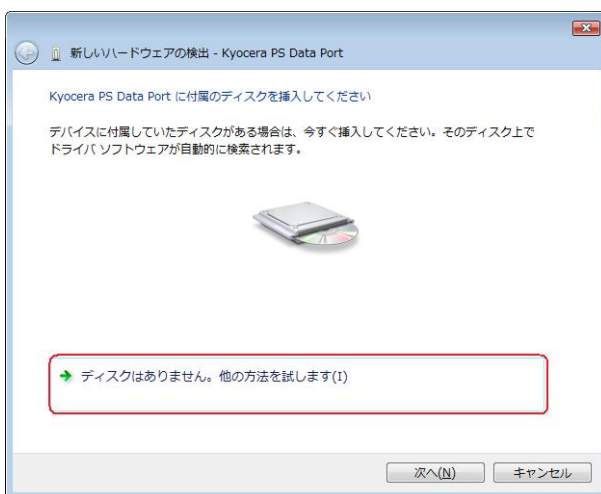 新しいハードウェアの検出 - Kyocera PS Data Port
Kyocera PS Data Port に付属のディスクを挿入してください
デバイスに付属していたディスクがある場合は、今すぐ挿入してください。そのディスク上で
ドライバ ソフトウェアが自動的に検索されます。
ディスクはありません。他の方法を試します(I)
次へ(N)
キャンセル